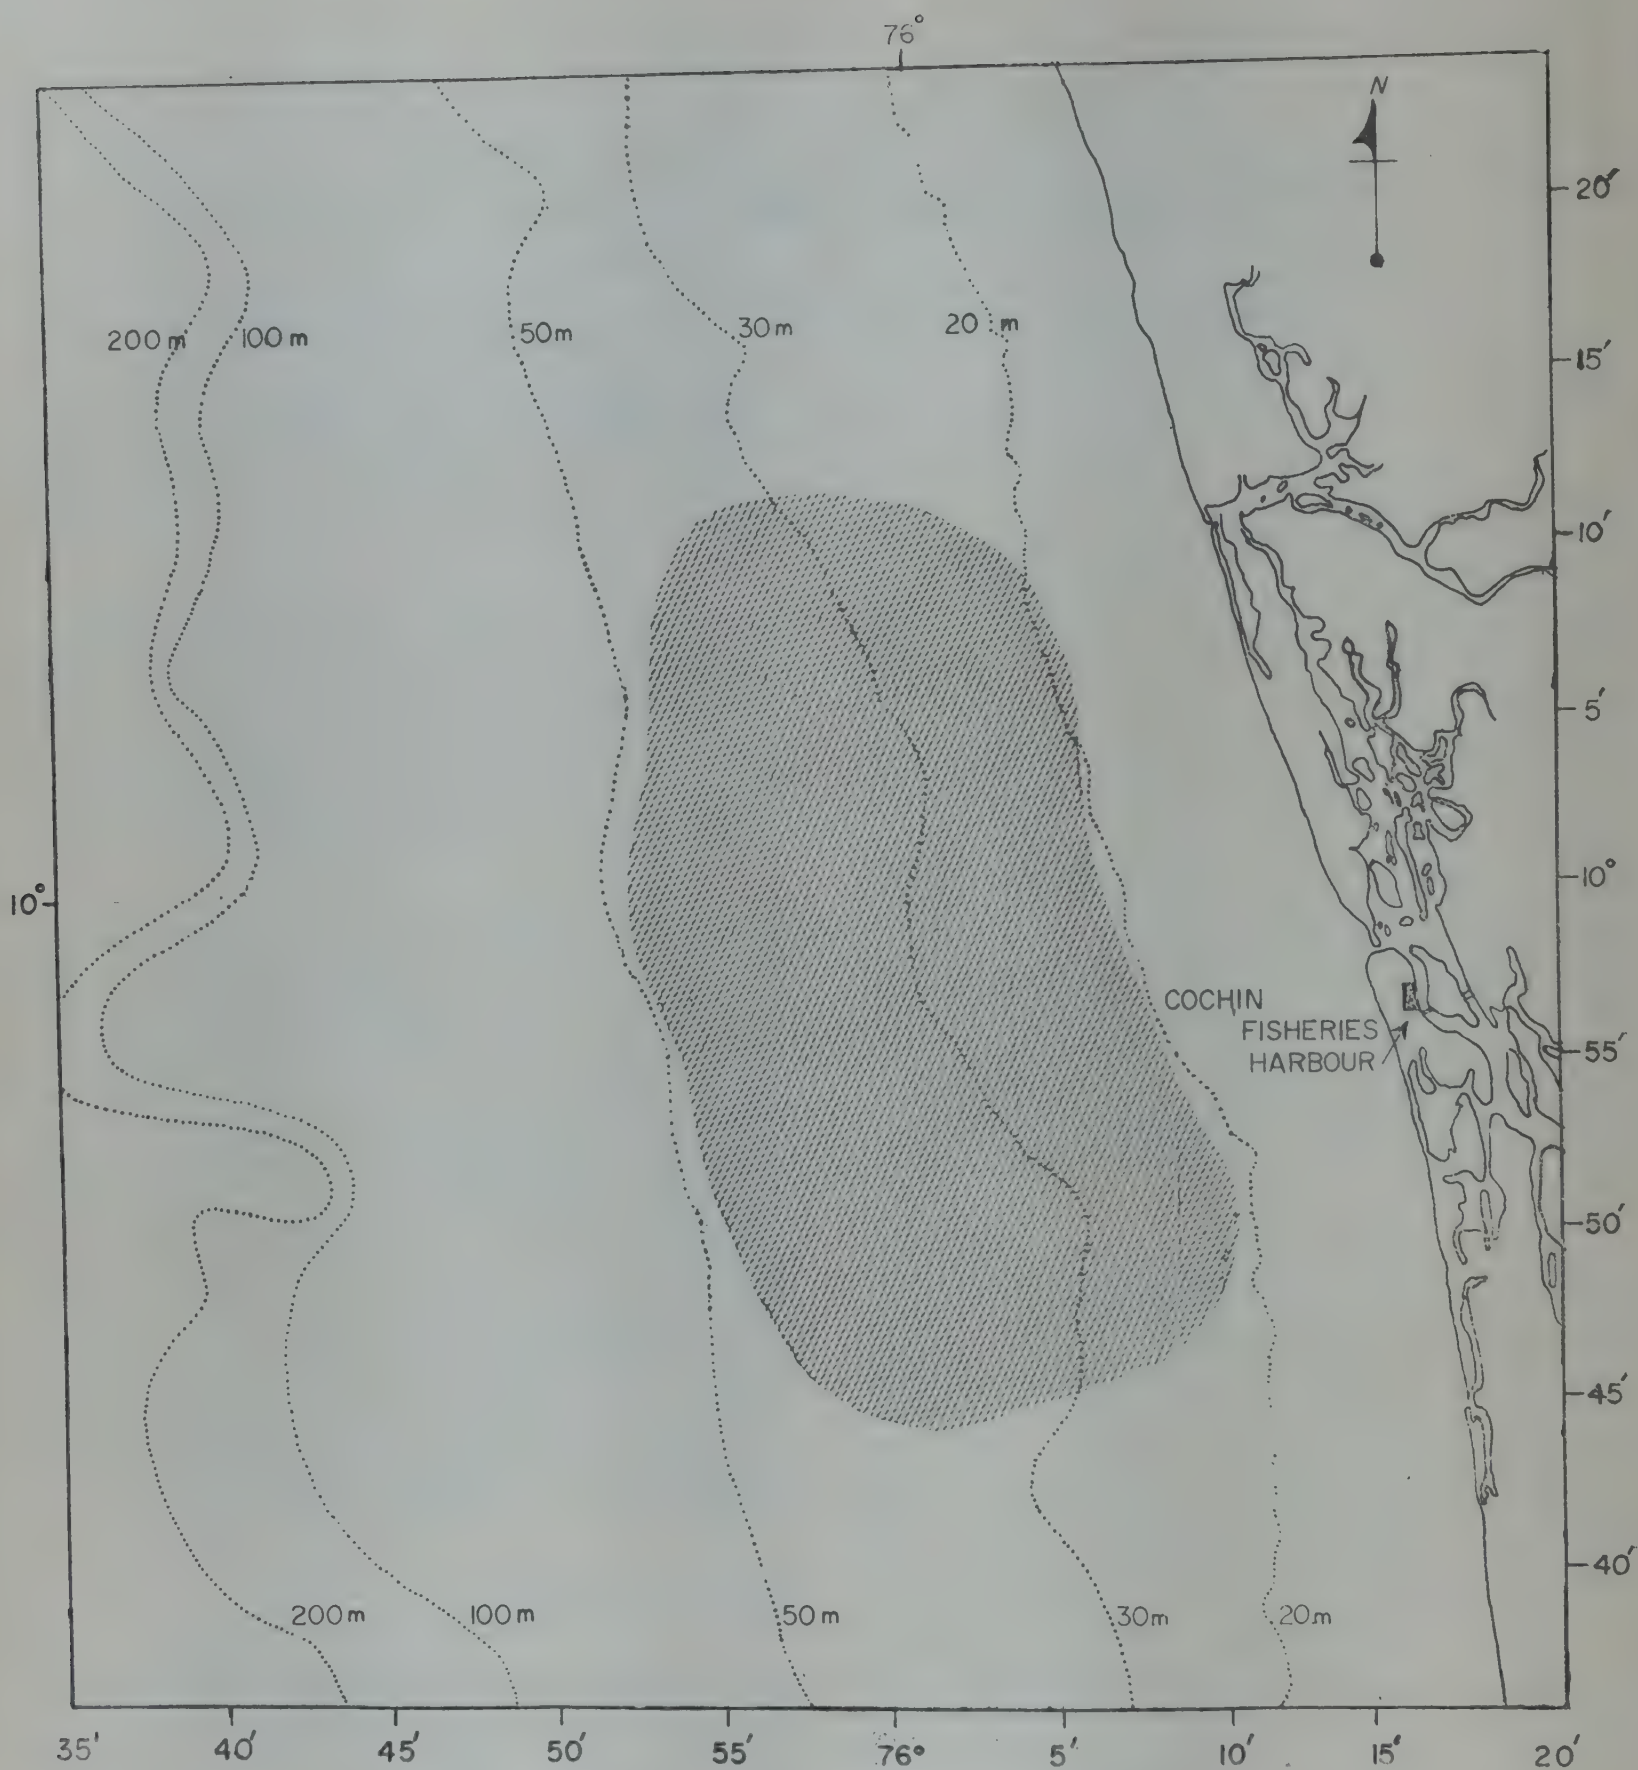 76°
N
20′
200 m 100 m 50m 30m 20 m
15′
10′
5′
10° 10°
COCHIN
FISHERIES
HARBOUR
55′
50′
45′
40′
200m 100m 50m 30m 20m
35′ 40′ 45′ 50′ 55′ 76° 5′ 10′ 15′ 20′